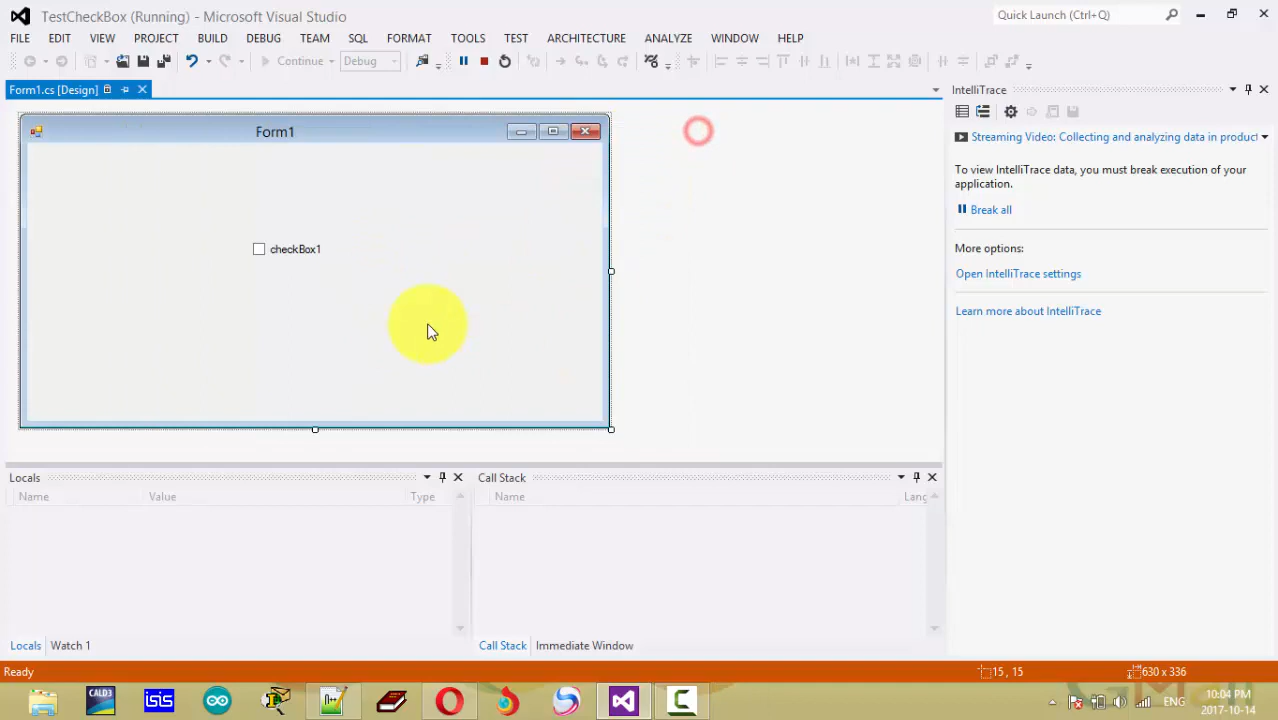 TestCheckBox (Running) - Microsoft Visual Studio
Quick Launch (Ctrl+Q)
FILE EDIT VIEW PROJECT BUILD DEBUG TEAM SQL FORMAT TOOLS TEST ARCHITECTURE ANALYZE WINDOW HELP
Continue Debug
Form1.cs [Design]
IntelliTrace
Form1
checkBox1
Streaming Video: Collecting and analyzing data in product
To view IntelliTrace data, you must break execution of your
application.
Break all
More options:
Open IntelliTrace settings
Learn more about IntelliTrace
Locals
Call Stack
Name Value Type
Name Lang
Locals Watch 1
Call Stack Immediate Window
Ready
15 , 15
630 x 336
CALD3
isis
ENG
10:04 PM
2017-10-14